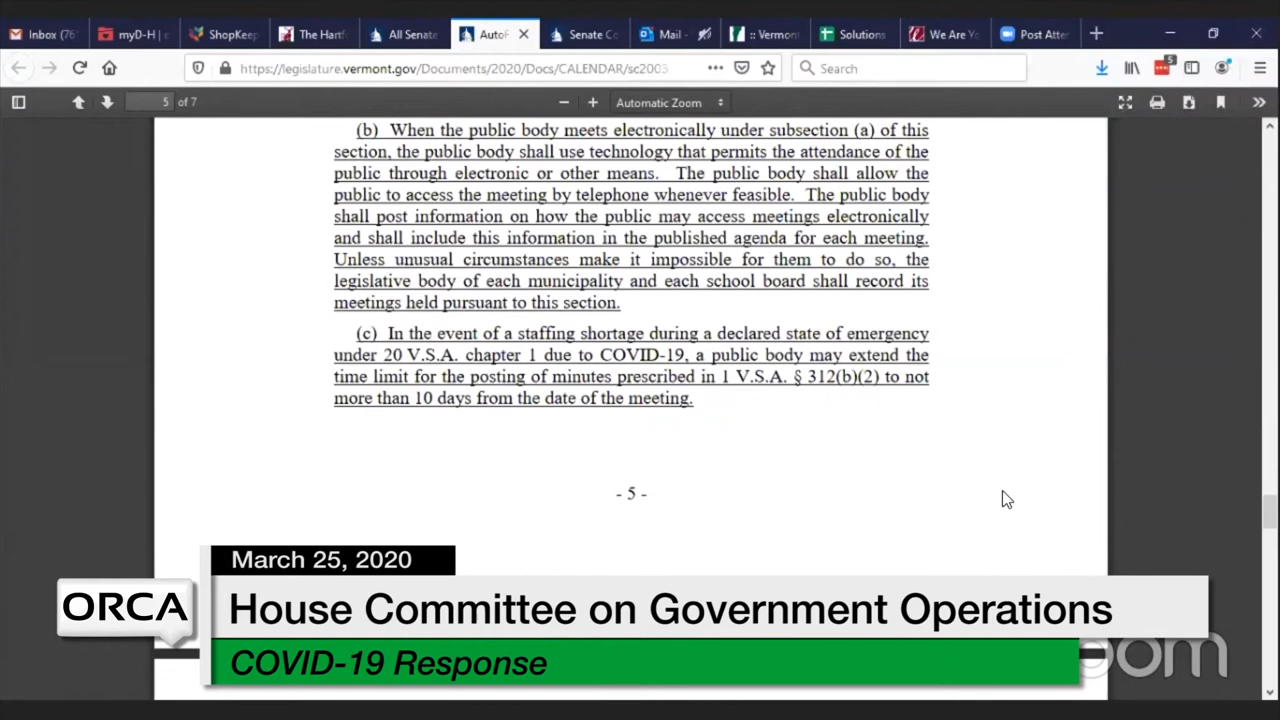 Inbox (76 myD-H | ShopKeep The Hartf All Senate AutoF Senate Co Mail - :: Vermont Solutions We Are Yo Post Atter
https://legislature.vermont.gov/Documents/2020/Docs/CALENDAR/sc2003 Search 5
5 of 7 Automatic Zoom
(b) When the public body meets electronically under subsection (a) of this
section, the public body shall use technology that permits the attendance of the
public through electronic or other means. The public body shall allow the
public to access the meeting by telephone whenever feasible. The public body
shall post information on how the public may access meetings electronically
and shall include this information in the published agenda for each meeting.
Unless unusual circumstances make it impossible for them to do so, the
legislative body of each municipality and each school board shall record its
meetings held pursuant to this section.
(c) In the event of a staffing shortage during a declared state of emergency
under 20 V.S.A. chapter 1 due to COVID-19, a public body may extend the
time limit for the posting of minutes prescribed in 1 V.S.A. § 312(b)(2) to not
more than 10 days from the date of the meeting.
- 5 -
March 25, 2020
ORCA House Committee on Government Operations
COVID-19 Response
oom